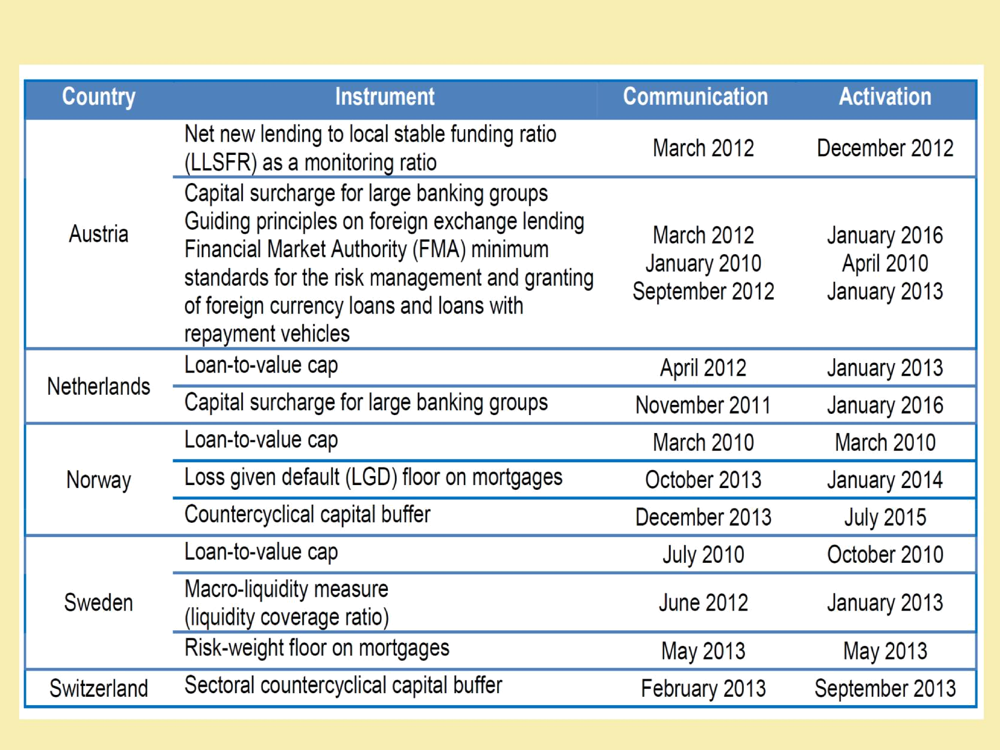 Country Instrument Communication Activation
Net new lending to local stable funding ratio
(LLSFR) as a monitoring ratio
March 2012 December 2012
Austria
Capital surcharge for large banking groups
Guiding principles on foreign exchange lending
Financial Market Authority (FMA) minimum
standards for the risk management and granting
of foreign currency loans and loans with
repayment vehicles
March 2012 January 2016
January 2010 April 2010
September 2012 January 2013
Netherlands
Loan-to-value cap April 2012 January 2013
Capital surcharge for large banking groups November 2011 January 2016
Norway
Loan-to-value cap March 2010 March 2010
Loss given default (LGD) floor on mortgages October 2013 January 2014
Countercyclical capital buffer December 2013 July 2015
Sweden
Loan-to-value cap July 2010 October 2010
Macro-liquidity measure
(liquidity coverage ratio)
June 2012 January 2013
Risk-weight floor on mortgages May 2013 May 2013
Switzerland Sectoral countercyclical capital buffer February 2013 September 2013